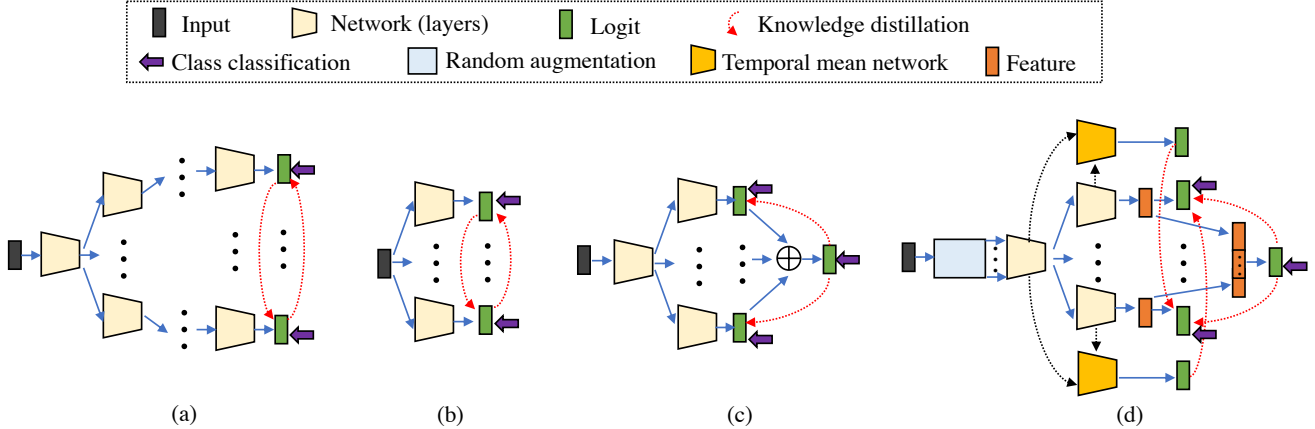 Input Network (layers) Logit Knowledge distillation
Class classification Random augmentation Temporal mean network Feature
(a) (b) (c) (d)